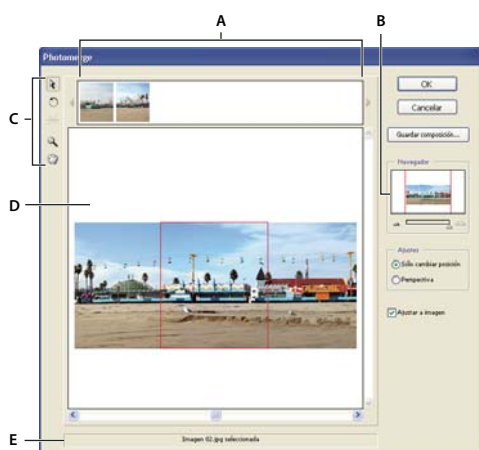 A
B
Photomerge
OK
Cancelar
C
Guardar composición...
Navegador
D
Ajustes
Sólo cambiar posición
Perspectiva
Ajustar a imagen
E
Imagen 02.jpg seleccionada